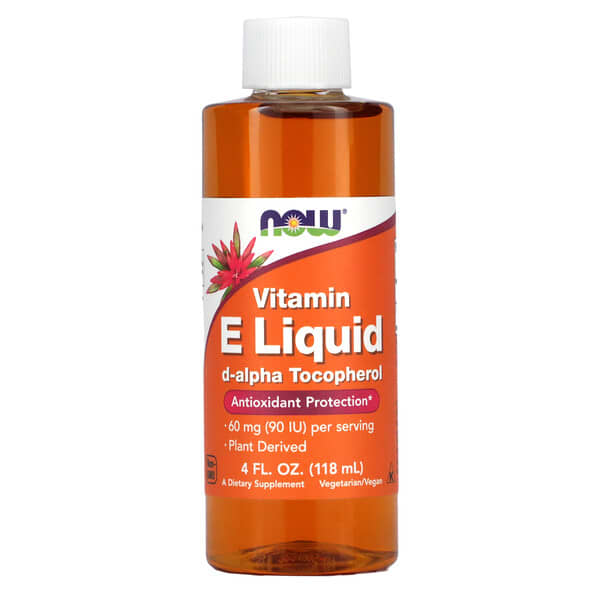 NOW®
Vitamin
E Liquid
d-alpha Tocopherol
Antioxidant Protection*
• 60 mg (90 IU) per serving
• Plant Derived
4 FL. OZ. (118 mL)
A Dietary Supplement Vegetarian/Vegan